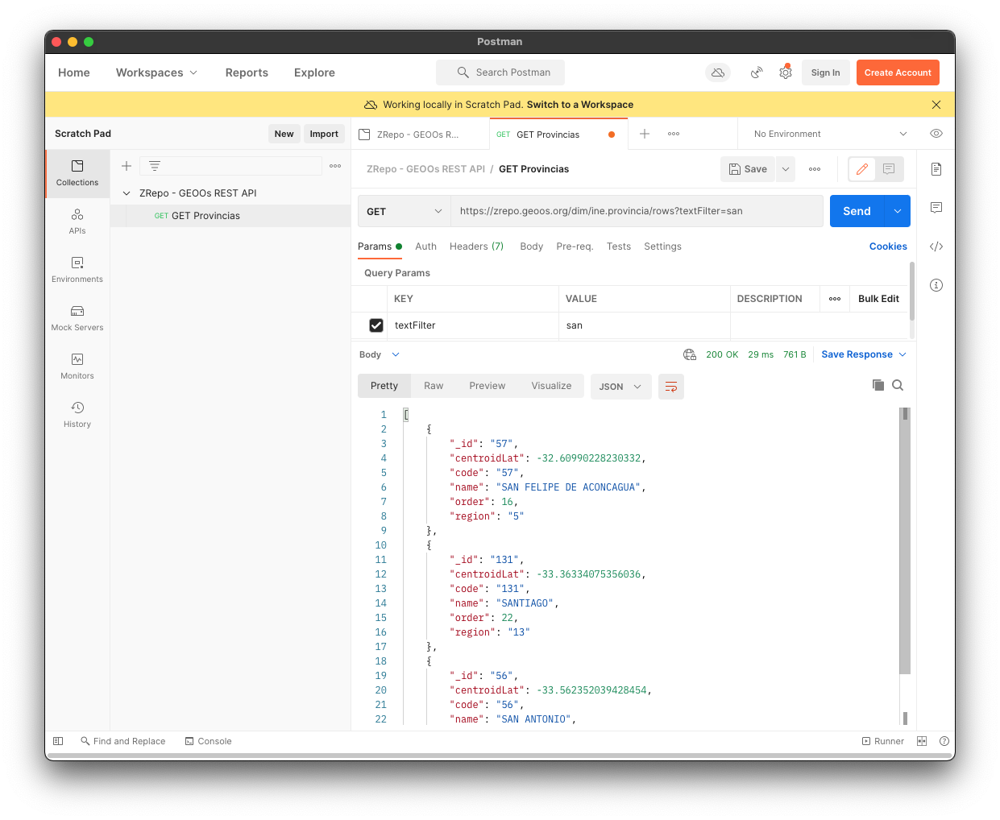 Postman
Home Workspaces Reports Explore Search Postman Sign In Create Account
Working locally in Scratch Pad. Switch to a Workspace
Scratch Pad New Import ZRepo - GEOOs R... GET GET Provincias No Environment
Collections
APIs
Environments
Mock Servers
Monitors
History
ZRepo - GEOOs REST API
GET GET Provincias
ZRepo - GEOOs REST API / GET Provincias Save
GET https://zrepo.geoos.org/dim/ine.provincia/rows?textFilter=san Send
Params Auth Headers (7) Body Pre-req. Tests Settings Cookies
Query Params
KEY VALUE DESCRIPTION Bulk Edit
textFilter san
Body 200 OK 29 ms 761 B Save Response
Pretty Raw Preview Visualize JSON
1 [
2 {
3 "_id": "57",
4 "centroidLat": -32.60990228230332,
5 "code": "57",
6 "name": "SAN FELIPE DE ACONCAGUA",
7 "order": 16,
8 "region": "5"
9 },
10 {
11 "_id": "131",
12 "centroidLat": -33.36334075356036,
13 "code": "131",
14 "name": "SANTIAGO",
15 "order": 22,
16 "region": "13"
17 },
18 {
19 "_id": "56",
20 "centroidLat": -33.562352039428454,
21 "code": "56",
22 "name": "SAN ANTONIO",
Find and Replace Console Runner